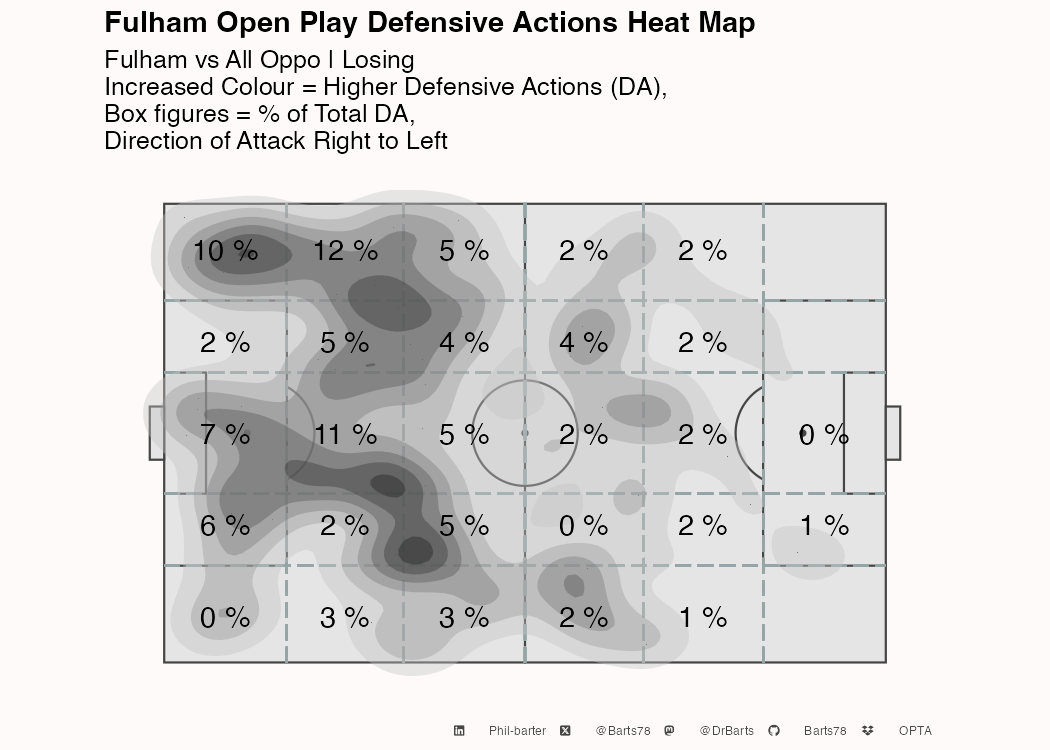 Fulham Open Play Defensive Actions Heat Map
Fulham vs All Oppo | Losing
Increased Colour = Higher Defensive Actions (DA),
Box figures = % of Total DA,
Direction of Attack Right to Left
10 % 12 % 5 % 2 % 2 %
2 % 5 % 4 % 4 % 2 %
7 % 11 % 5 % 2 % 2 % 0 %
6 % 2 % 5 % 0 % 2 % 1 %
0 % 3 % 3 % 2 % 1 %
Phil-barter @Barts78 @DrBarts Barts78 OPTA